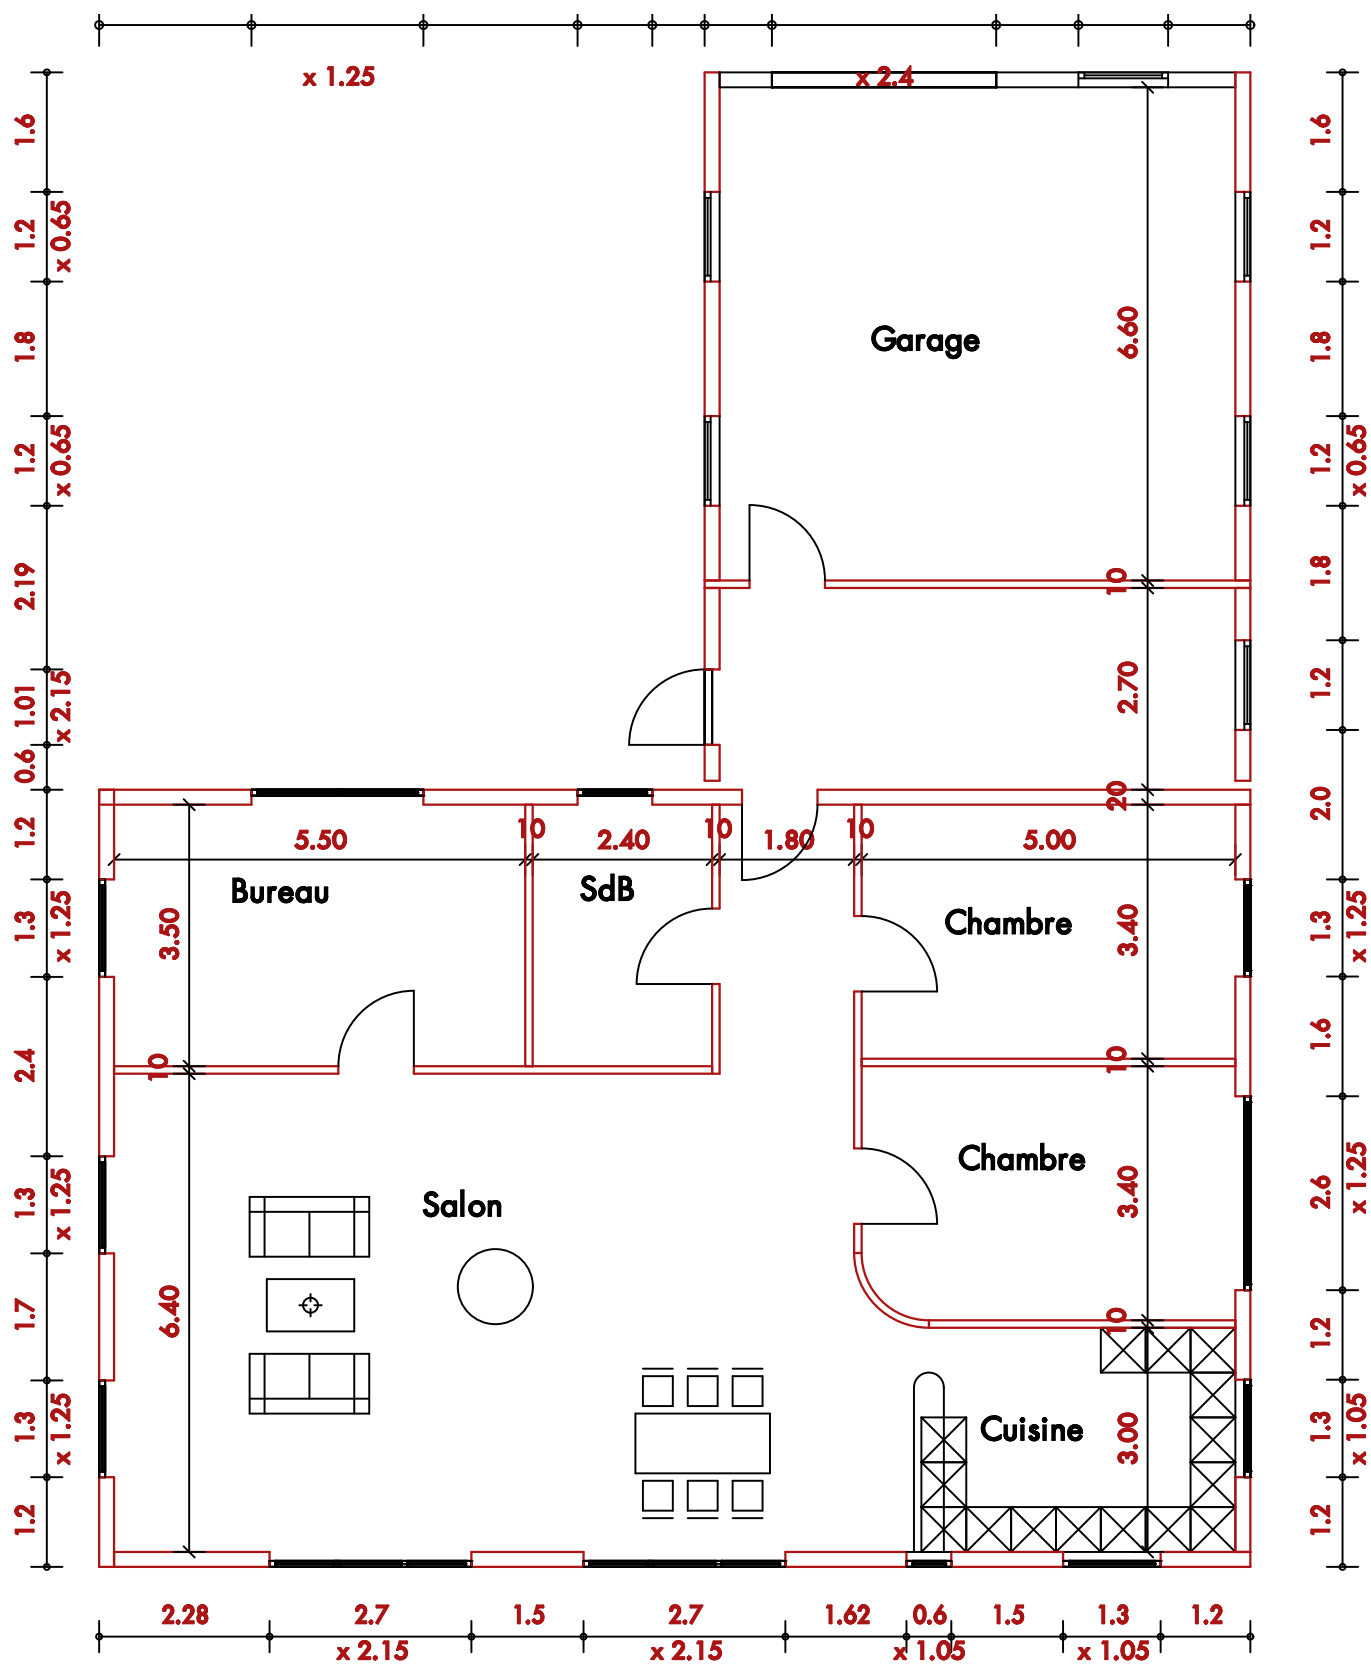 x 1.25
x 2.4
1.6
1.2
x 0.65
1.8
1.2
x 0.65
2.19
1.01
x 2.15
0.6
1.2
1.3
x 1.25
2.4
1.3
x 1.25
1.7
1.3
x 1.25
1.2
Garage
6.60
10
2.70
20
5.50
10
2.40
10
1.80
10
5.00
Bureau
SdB
Chambre
3.50
3.40
10
10
Salon
Chambre
3.40
6.40
10
Cuisine
3.00
1.6
1.2
1.8
1.2
x 0.65
1.8
1.2
2.0
1.3
x 1.25
1.6
2.6
x 1.25
1.2
1.3
x 1.05
1.2
2.28
2.7
1.5
2.7
1.62
0.6
1.5
1.3
1.2
x 2.15
x 2.15
x 1.05
x 1.05